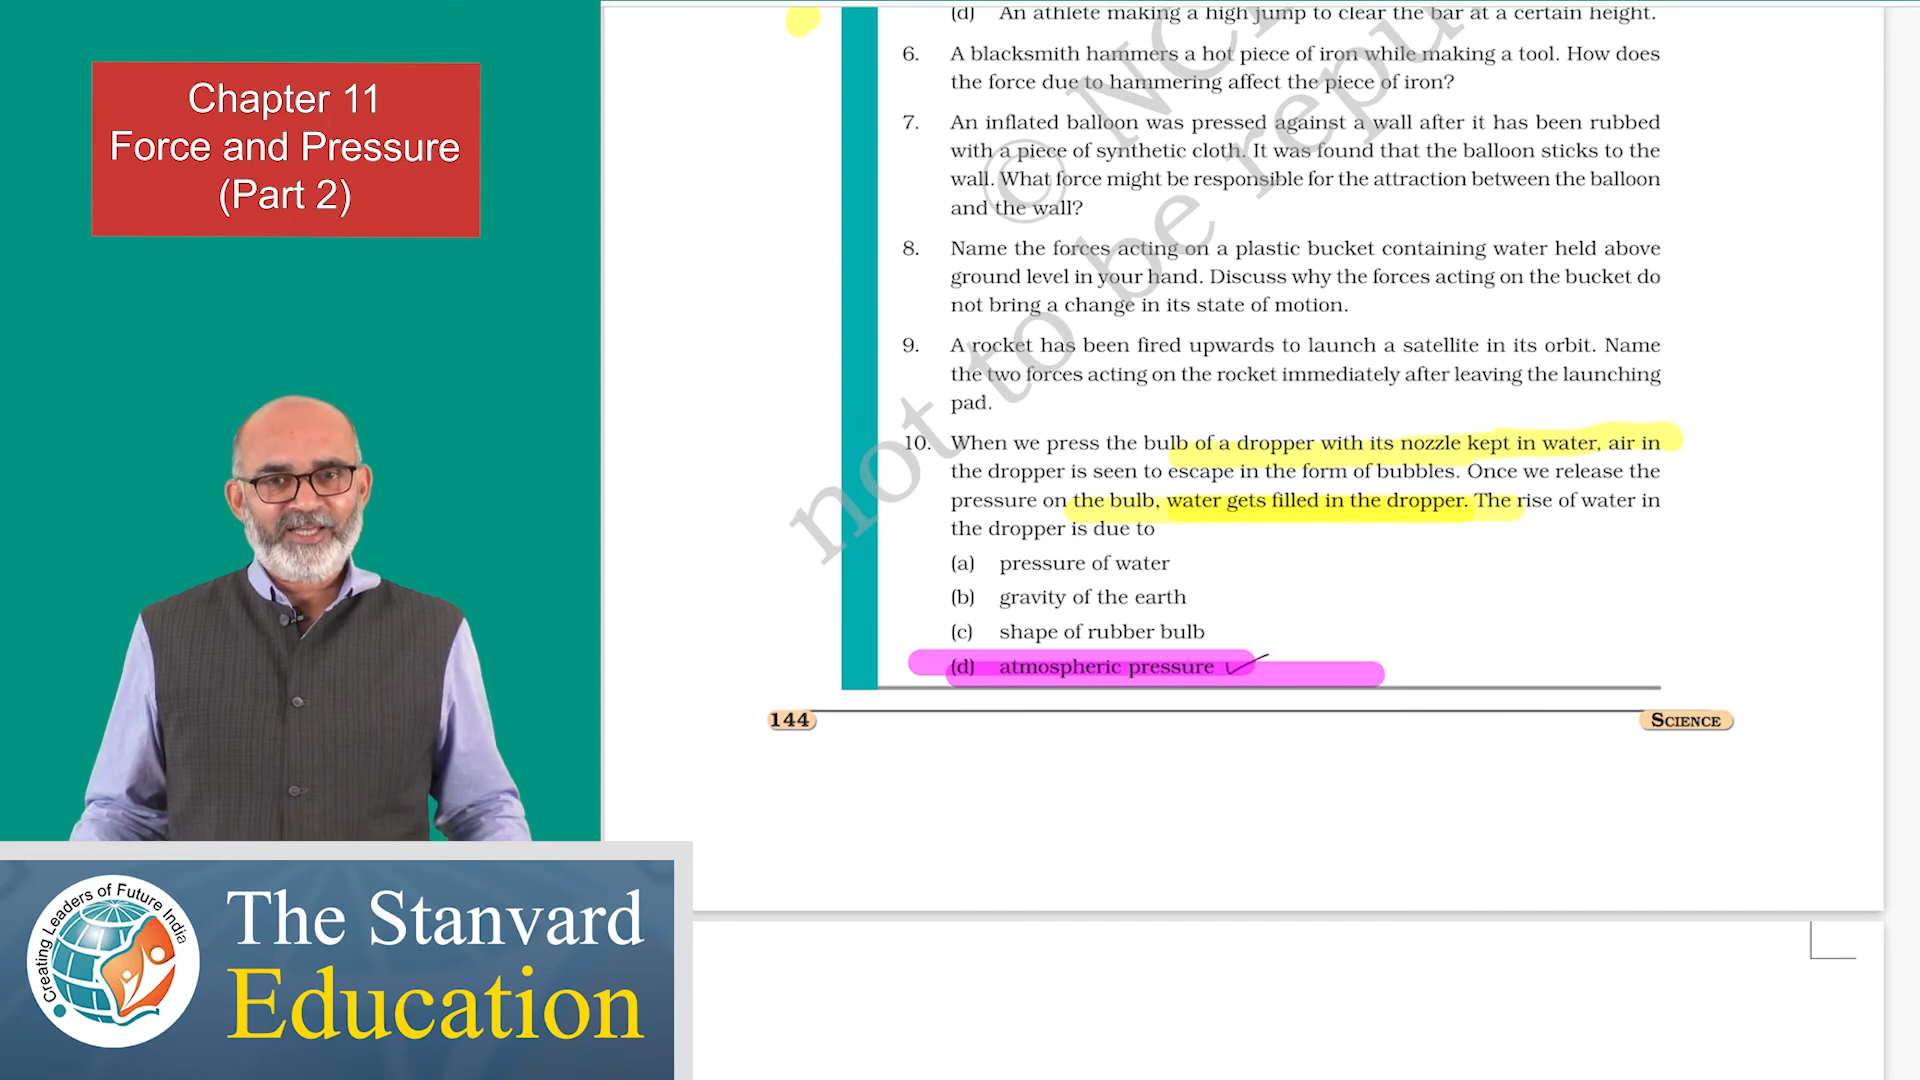 Chapter 11
Force and Pressure
(Part 2)
(d) An athlete making a high jump to clear the bar at a certain height.
6. A blacksmith hammers a hot piece of iron while making a tool. How does
the force due to hammering affect the piece of iron?
7. An inflated balloon was pressed against a wall after it has been rubbed
with a piece of synthetic cloth. It was found that the balloon sticks to the
wall. What force might be responsible for the attraction between the balloon
and the wall?
8. Name the forces acting on a plastic bucket containing water held above
ground level in your hand. Discuss why the forces acting on the bucket do
not bring a change in its state of motion.
9. A rocket has been fired upwards to launch a satellite in its orbit. Name
the two forces acting on the rocket immediately after leaving the launching
pad.
10. When we press the bulb of a dropper with its nozzle kept in water, air in
the dropper is seen to escape in the form of bubbles. Once we release the
pressure on the bulb, water gets filled in the dropper. The rise of water in
the dropper is due to
(a) pressure of water
(b) gravity of the earth
(c) shape of rubber bulb
(d) atmospheric pressure
144
SCIENCE
not to be
Creating Leaders of Future India
The Stanvard
Education